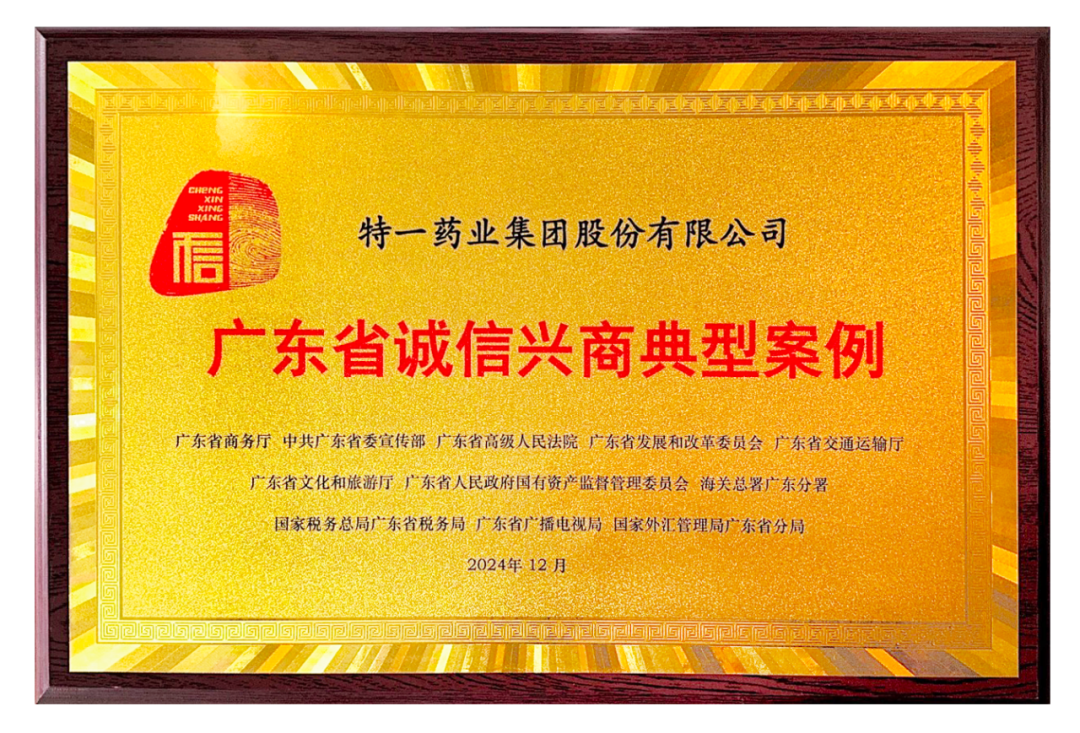 CHENG
XIN
XING
SHANG
信
特一药业集团股份有限公司
广东省诚信兴商典型案例
广东省商务厅 中共广东省委宣传部 广东省高级人民法院 广东省发展和改革委员会 广东省交通运输厅
广东省文化和旅游厅 广东省人民政府国有资产监督管理委员会 海关总署广东分署
国家税务总局广东省税务局 广东省广播电视局 国家外汇管理局广东省分局
2024年 12 月